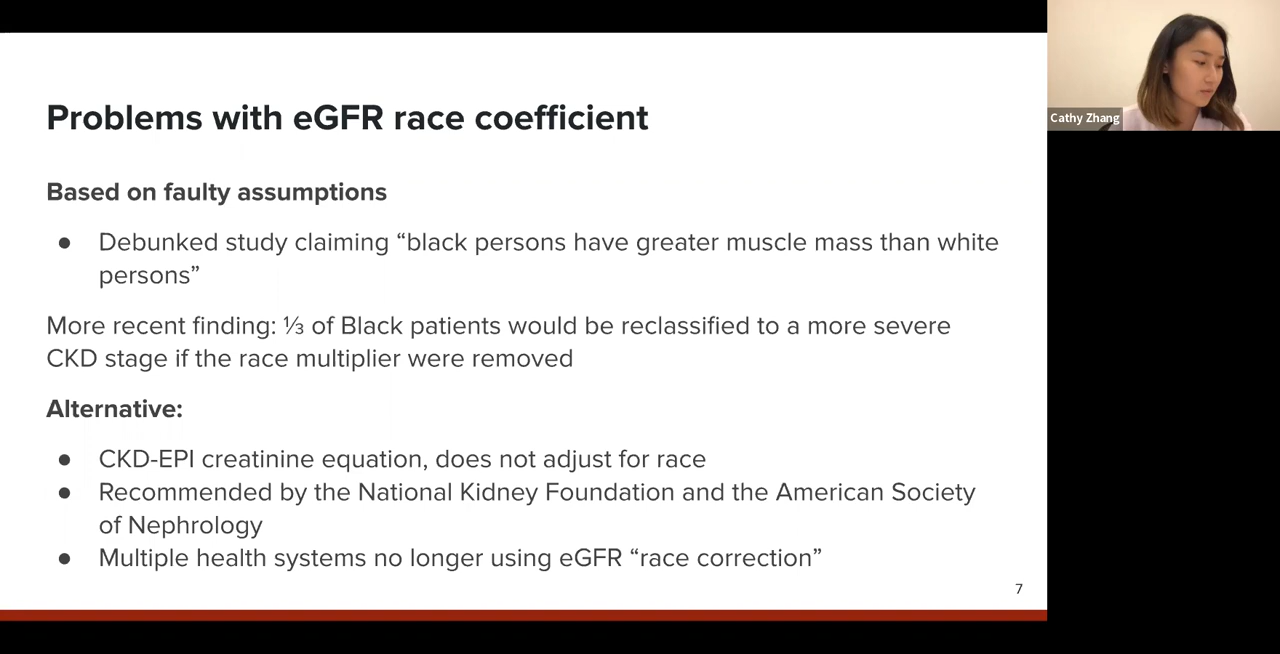 Problems with eGFR race coefficient
Based on faulty assumptions
● Debunked study claiming “black persons have greater muscle mass than white
persons”
More recent finding: ⅓ of Black patients would be reclassified to a more severe
CKD stage if the race multiplier were removed
Alternative:
● CKD-EPI creatinine equation, does not adjust for race
● Recommended by the National Kidney Foundation and the American Society
of Nephrology
● Multiple health systems no longer using eGFR “race correction”
7
Cathy Zhang